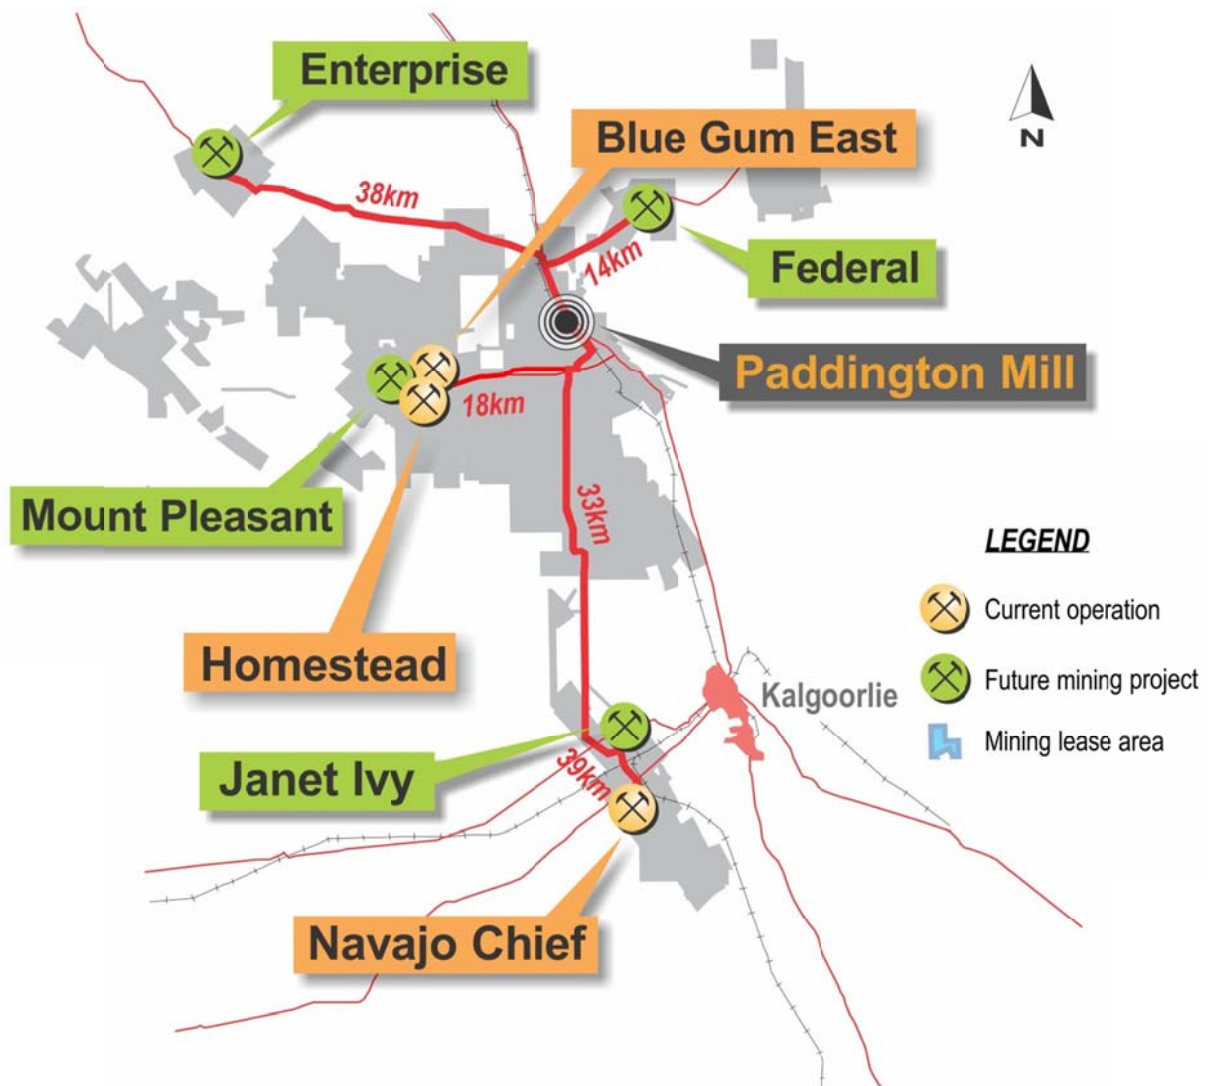 Enterprise
Blue Gum East
N
38km
14km
Federal
Paddington Mill
18km
Mount Pleasant
33km
LEGEND
Current operation
Homestead
Future mining project
Kalgoorlie
Mining lease area
Janet Ivy
39km
Navajo Chief